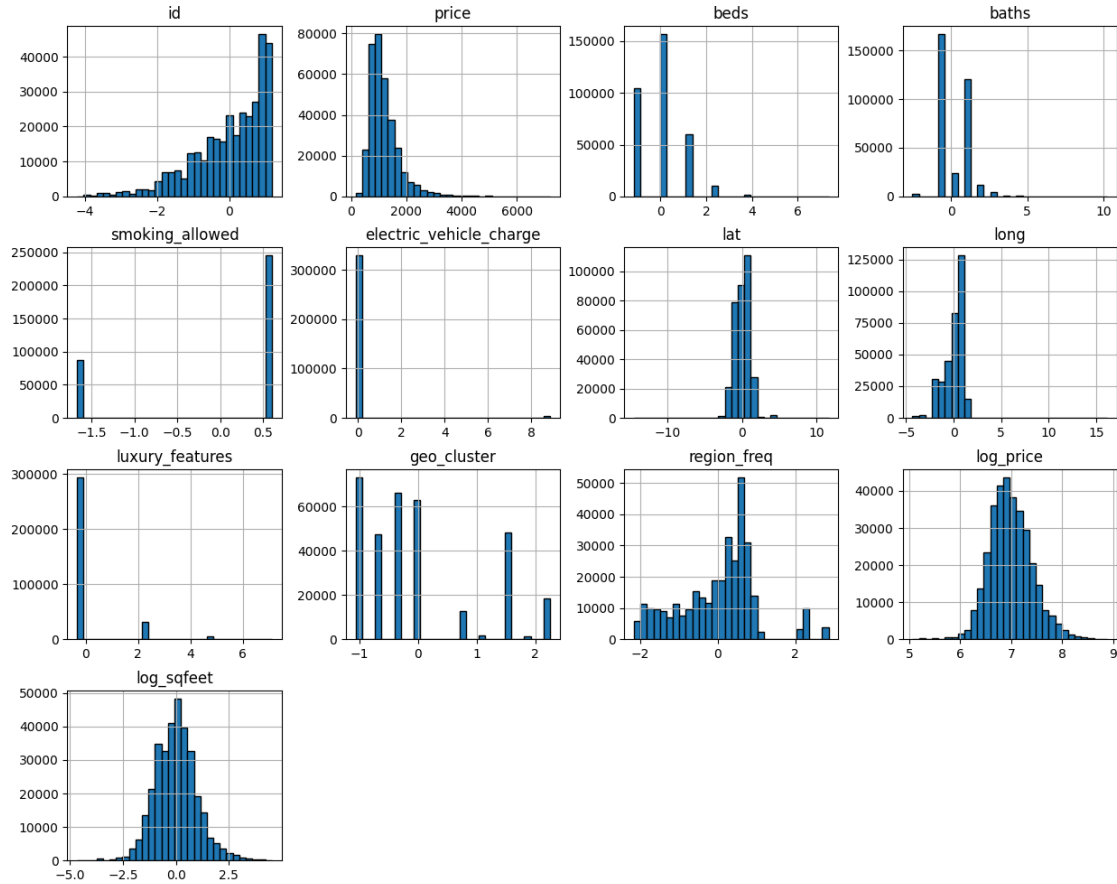 id price beds baths
40000 30000 20000 10000 0
−4 −2 0
80000 60000 40000 20000 0
0 2000 4000 6000
150000 100000 50000 0
0 2 4 6
150000 100000 50000 0
0 5 10
smoking_allowed electric_vehicle_charge lat long
250000 200000 150000 100000 50000 0
−1.5 −1.0 −0.5 0.0 0.5
300000 200000 100000 0
0 2 4 6 8
100000 80000 60000 40000 20000 0
−10 0 10
125000 100000 75000 50000 25000 0
−5 0 5 10 15
luxury_features geo_cluster region_freq log_price
300000 200000 100000 0
0 2 4 6
60000 40000 20000 0
−1 0 1 2
50000 40000 30000 20000 10000 0
−2 0 2
40000 30000 20000 10000 0
5 6 7 8 9
log_sqfeet
50000 40000 30000 20000 10000 0
−5.0 −2.5 0.0 2.5